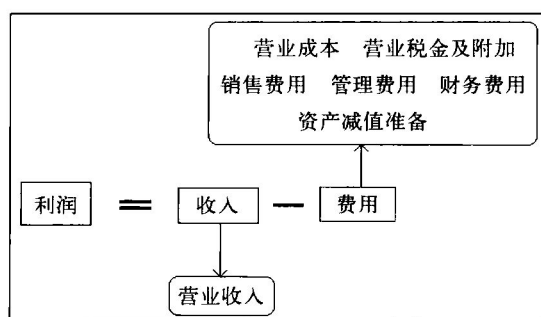 营业成本 营业税金及附加
销售费用 管理费用 财务费用
资产减值准备
利润 = 收入 — 费用
营业收入